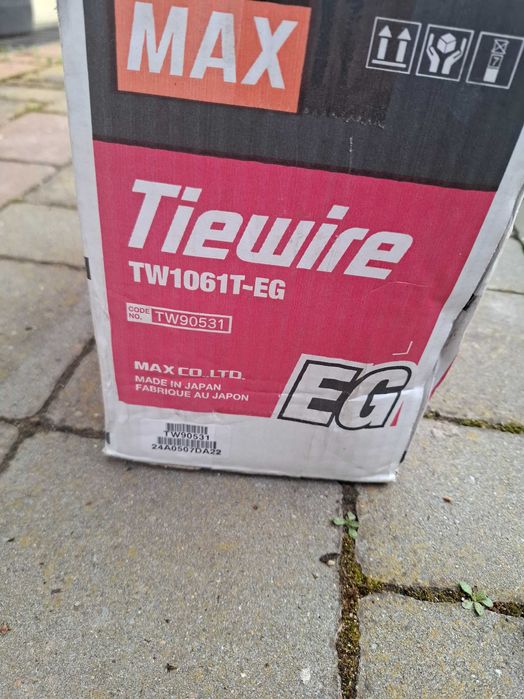 MAX
Tiewire
TW1061T-EG
CODE NO. TW90531
MAX CO.,LTD.
MADE IN JAPAN
FABRIQUE AU JAPON
EG
TW90531
24A0507DA22